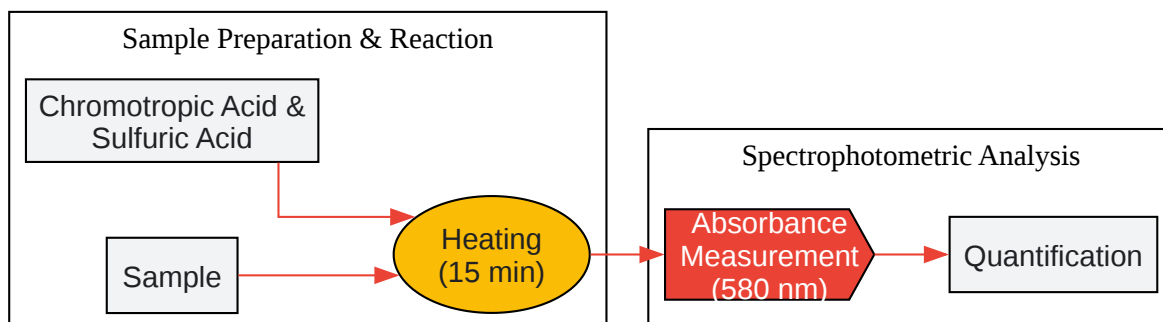 Sample Preparation & Reaction
Chromotropic Acid &
Sulfuric Acid
Sample
Heating
(15 min)
Spectrophotometric Analysis
Absorbance
Measurement
(580 nm)
Quantification